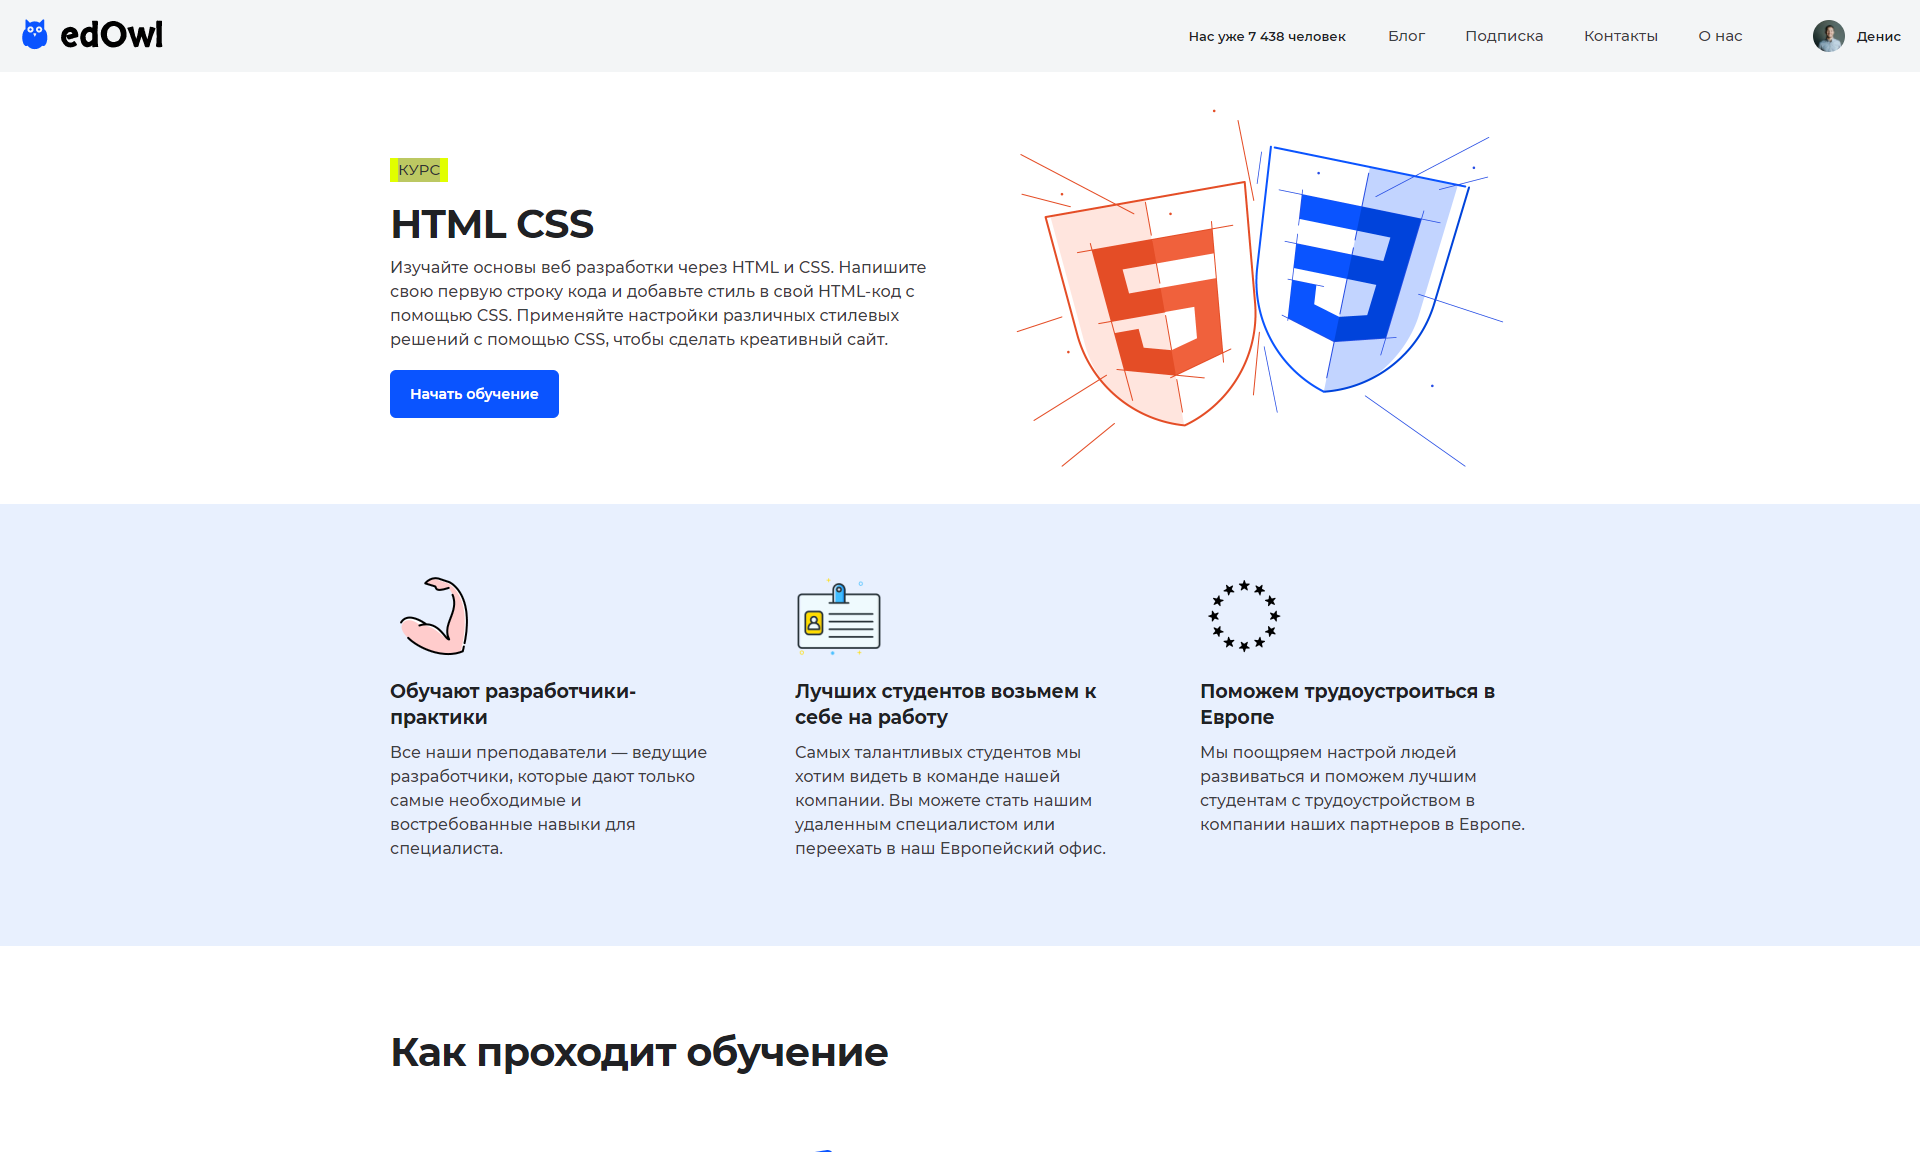 edOwl
Нас уже 7 438 человек
Блог
Подписка
Контакты
О нас
Денис
КУРС
HTML CSS
Изучайте основы веб разработки через HTML и CSS. Напишите
свою первую строку кода и добавьте стиль в свой HTML-код с
помощью CSS. Применяйте настройки различных стилевых
решений с помощью CSS, чтобы сделать креативный сайт.
Начать обучение
Обучают разработчики-
практики
Все наши преподаватели — ведущие
разработчики, которые дают только
самые необходимые и
востребованные навыки для
специалиста.
Лучших студентов возьмем к
себе на работу
Самых талантливых студентов мы
хотим видеть в команде нашей
компании. Вы можете стать нашим
удаленным специалистом или
переехать в наш Европейский офис.
Поможем трудоустроиться в
Европе
Мы поощряем настрой людей
развиваться и поможем лучшим
студентам с трудоустройством в
компании наших партнеров в Европе.
Как проходит обучение